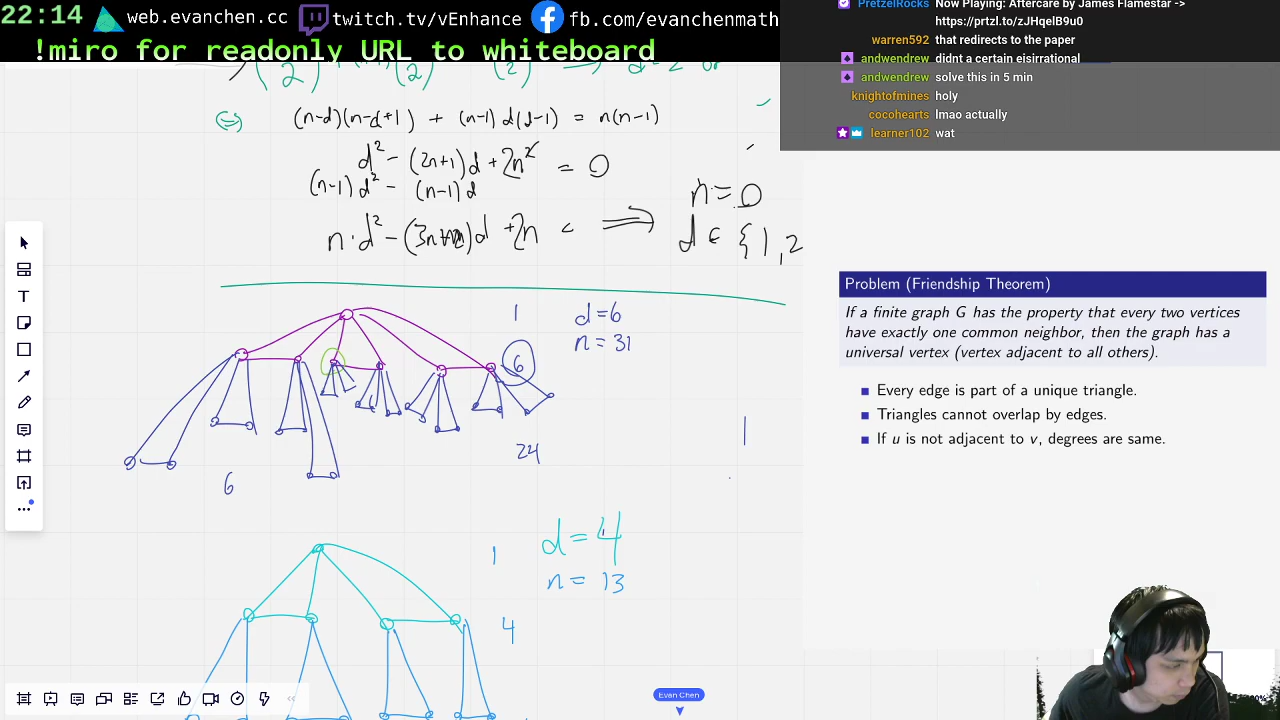 22:14 web.evanchen.cc twitch.tv/vEnhance fb.com/evanchenmath
!miro for readonly URL to whiteboard
PretzelRocks Now Playing: Aftercare by James Flamestar ->
https://prtzl.to/zJHqelB9u0
warren592 that redirects to the paper
andwendrew didnt a certain eisirrational
andwendrew solve this in 5 min
knightofmines holy
cocohearts lmao actually
learner102 wat
⇔ (n-d)(n-d+1) + (n-1)d(d-1) = n(n-1)
d² - (2n+1)d + 2n = 0
(n-1)d² - (n-1)d
n = 0
d ∈ {1, 2
1 d = 6
n = 31
6
24
6
1
d = 4
1 n = 13
4
Problem (Friendship Theorem)
If a finite graph G has the property that every two vertices
have exactly one common neighbor, then the graph has a
universal vertex (vertex adjacent to all others).
Every edge is part of a unique triangle.
Triangles cannot overlap by edges.
If u is not adjacent to v, degrees are same.
T
Evan Chen